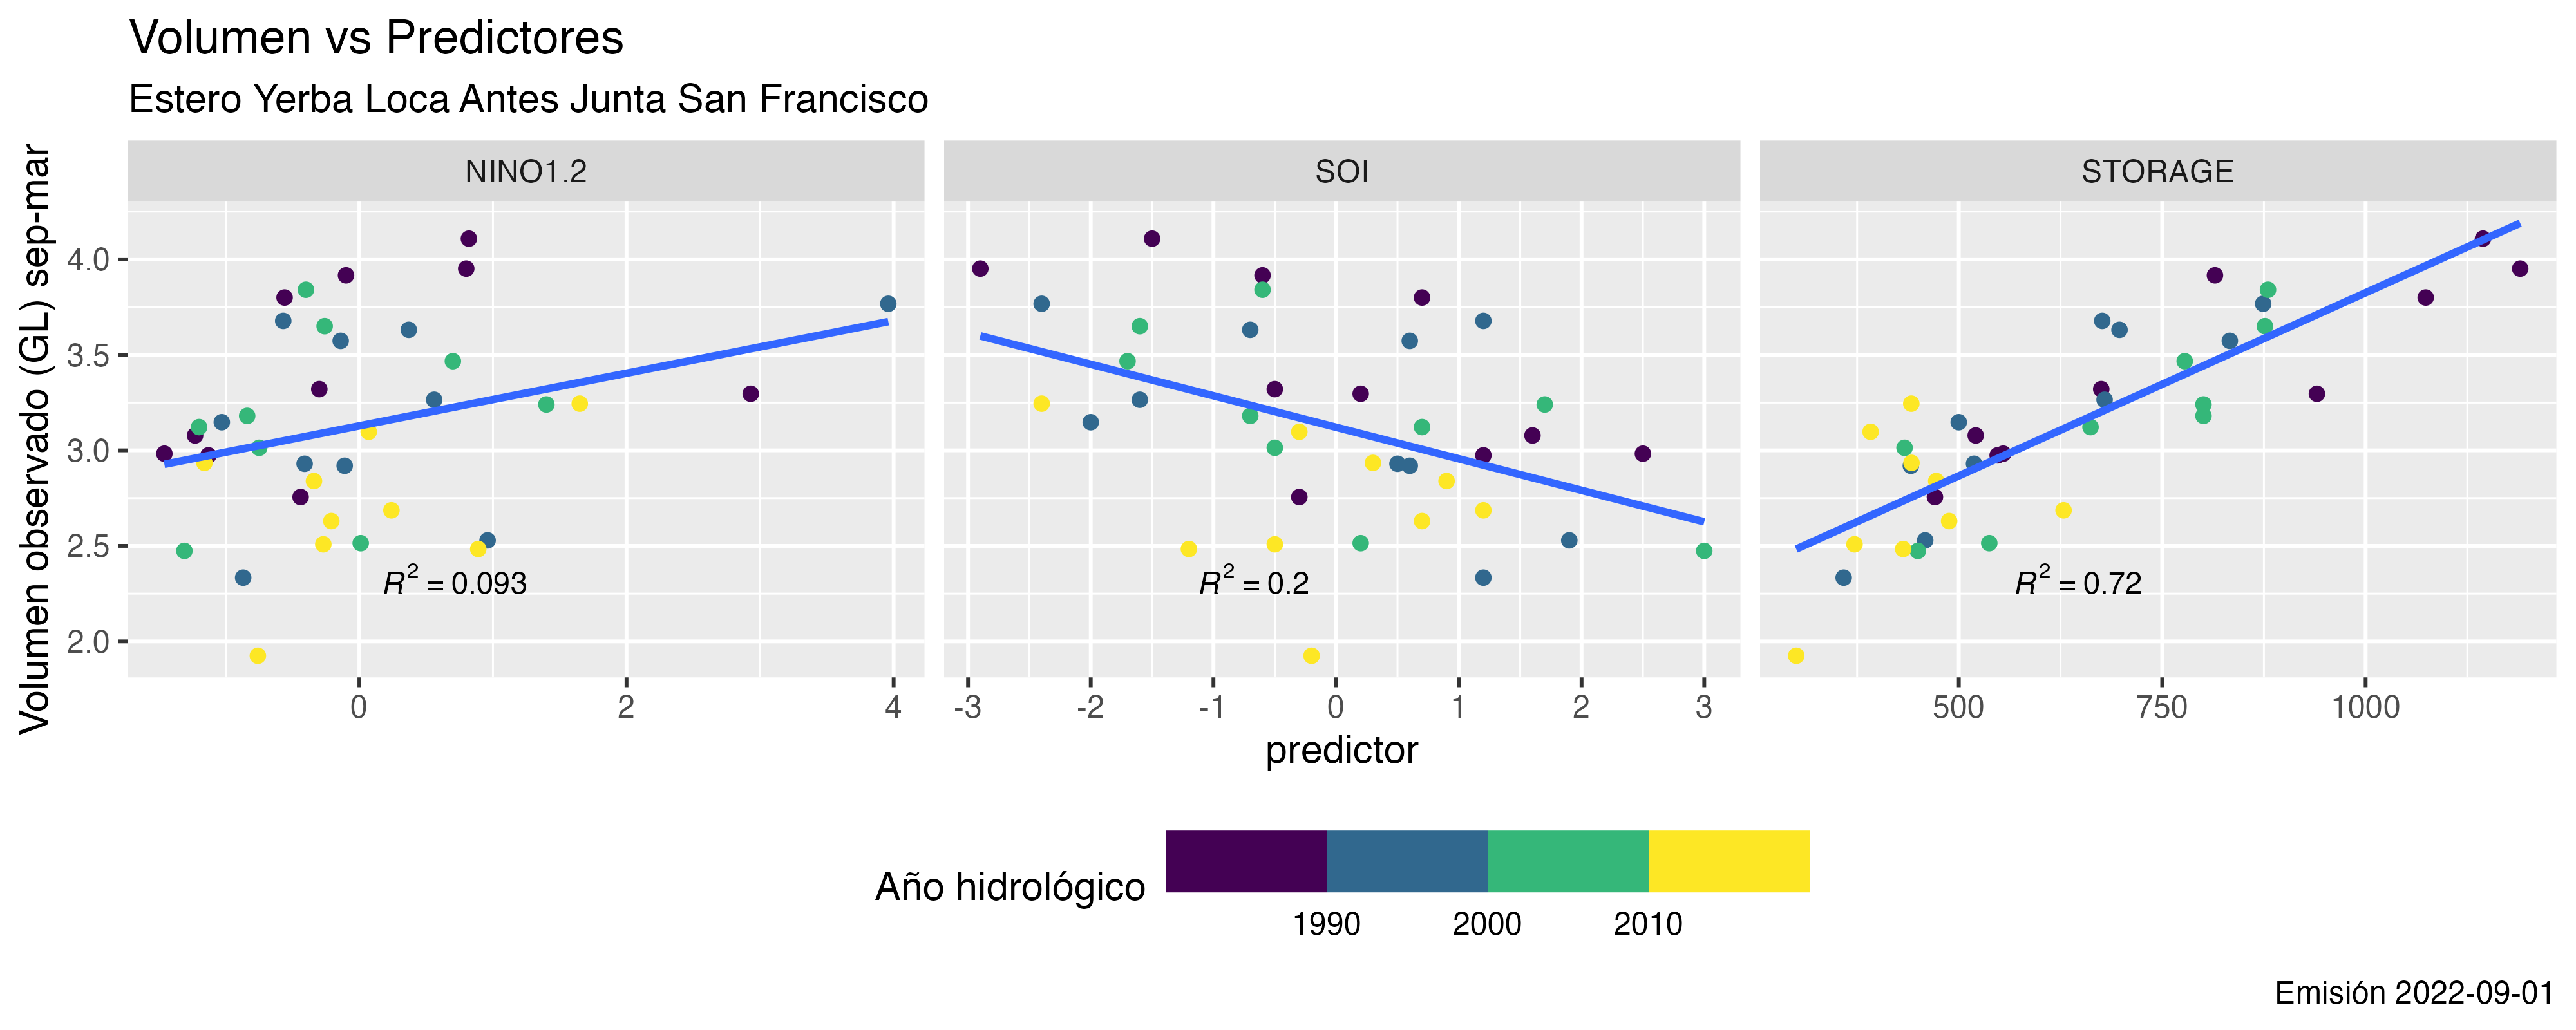 Volumen vs Predictores
Estero Yerba Loca Antes Junta San Francisco
NINO1.2
SOI
STORAGE
Volumen observado (GL) sep-mar
4.0
3.5
3.0
2.5
2.0
R² = 0.093
R² = 0.2
R² = 0.72
0 2 4
-3 -2 -1 0 1 2 3
500 750 1000
predictor
Año hidrológico
1990 2000 2010
Emisión 2022-09-01